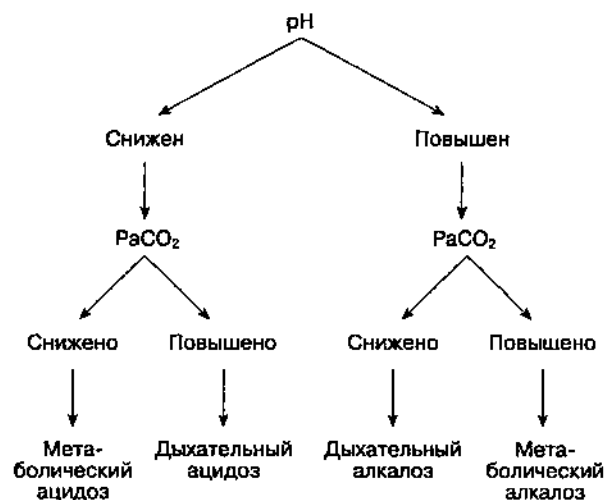 pH
Снижен Повышен
PaCO₂ PaCO₂
Снижено Повышено Снижено Повышено
Мета- Дыхательный Дыхательный Мета-
болический ацидоз алкалоз болический
ацидоз алкалоз